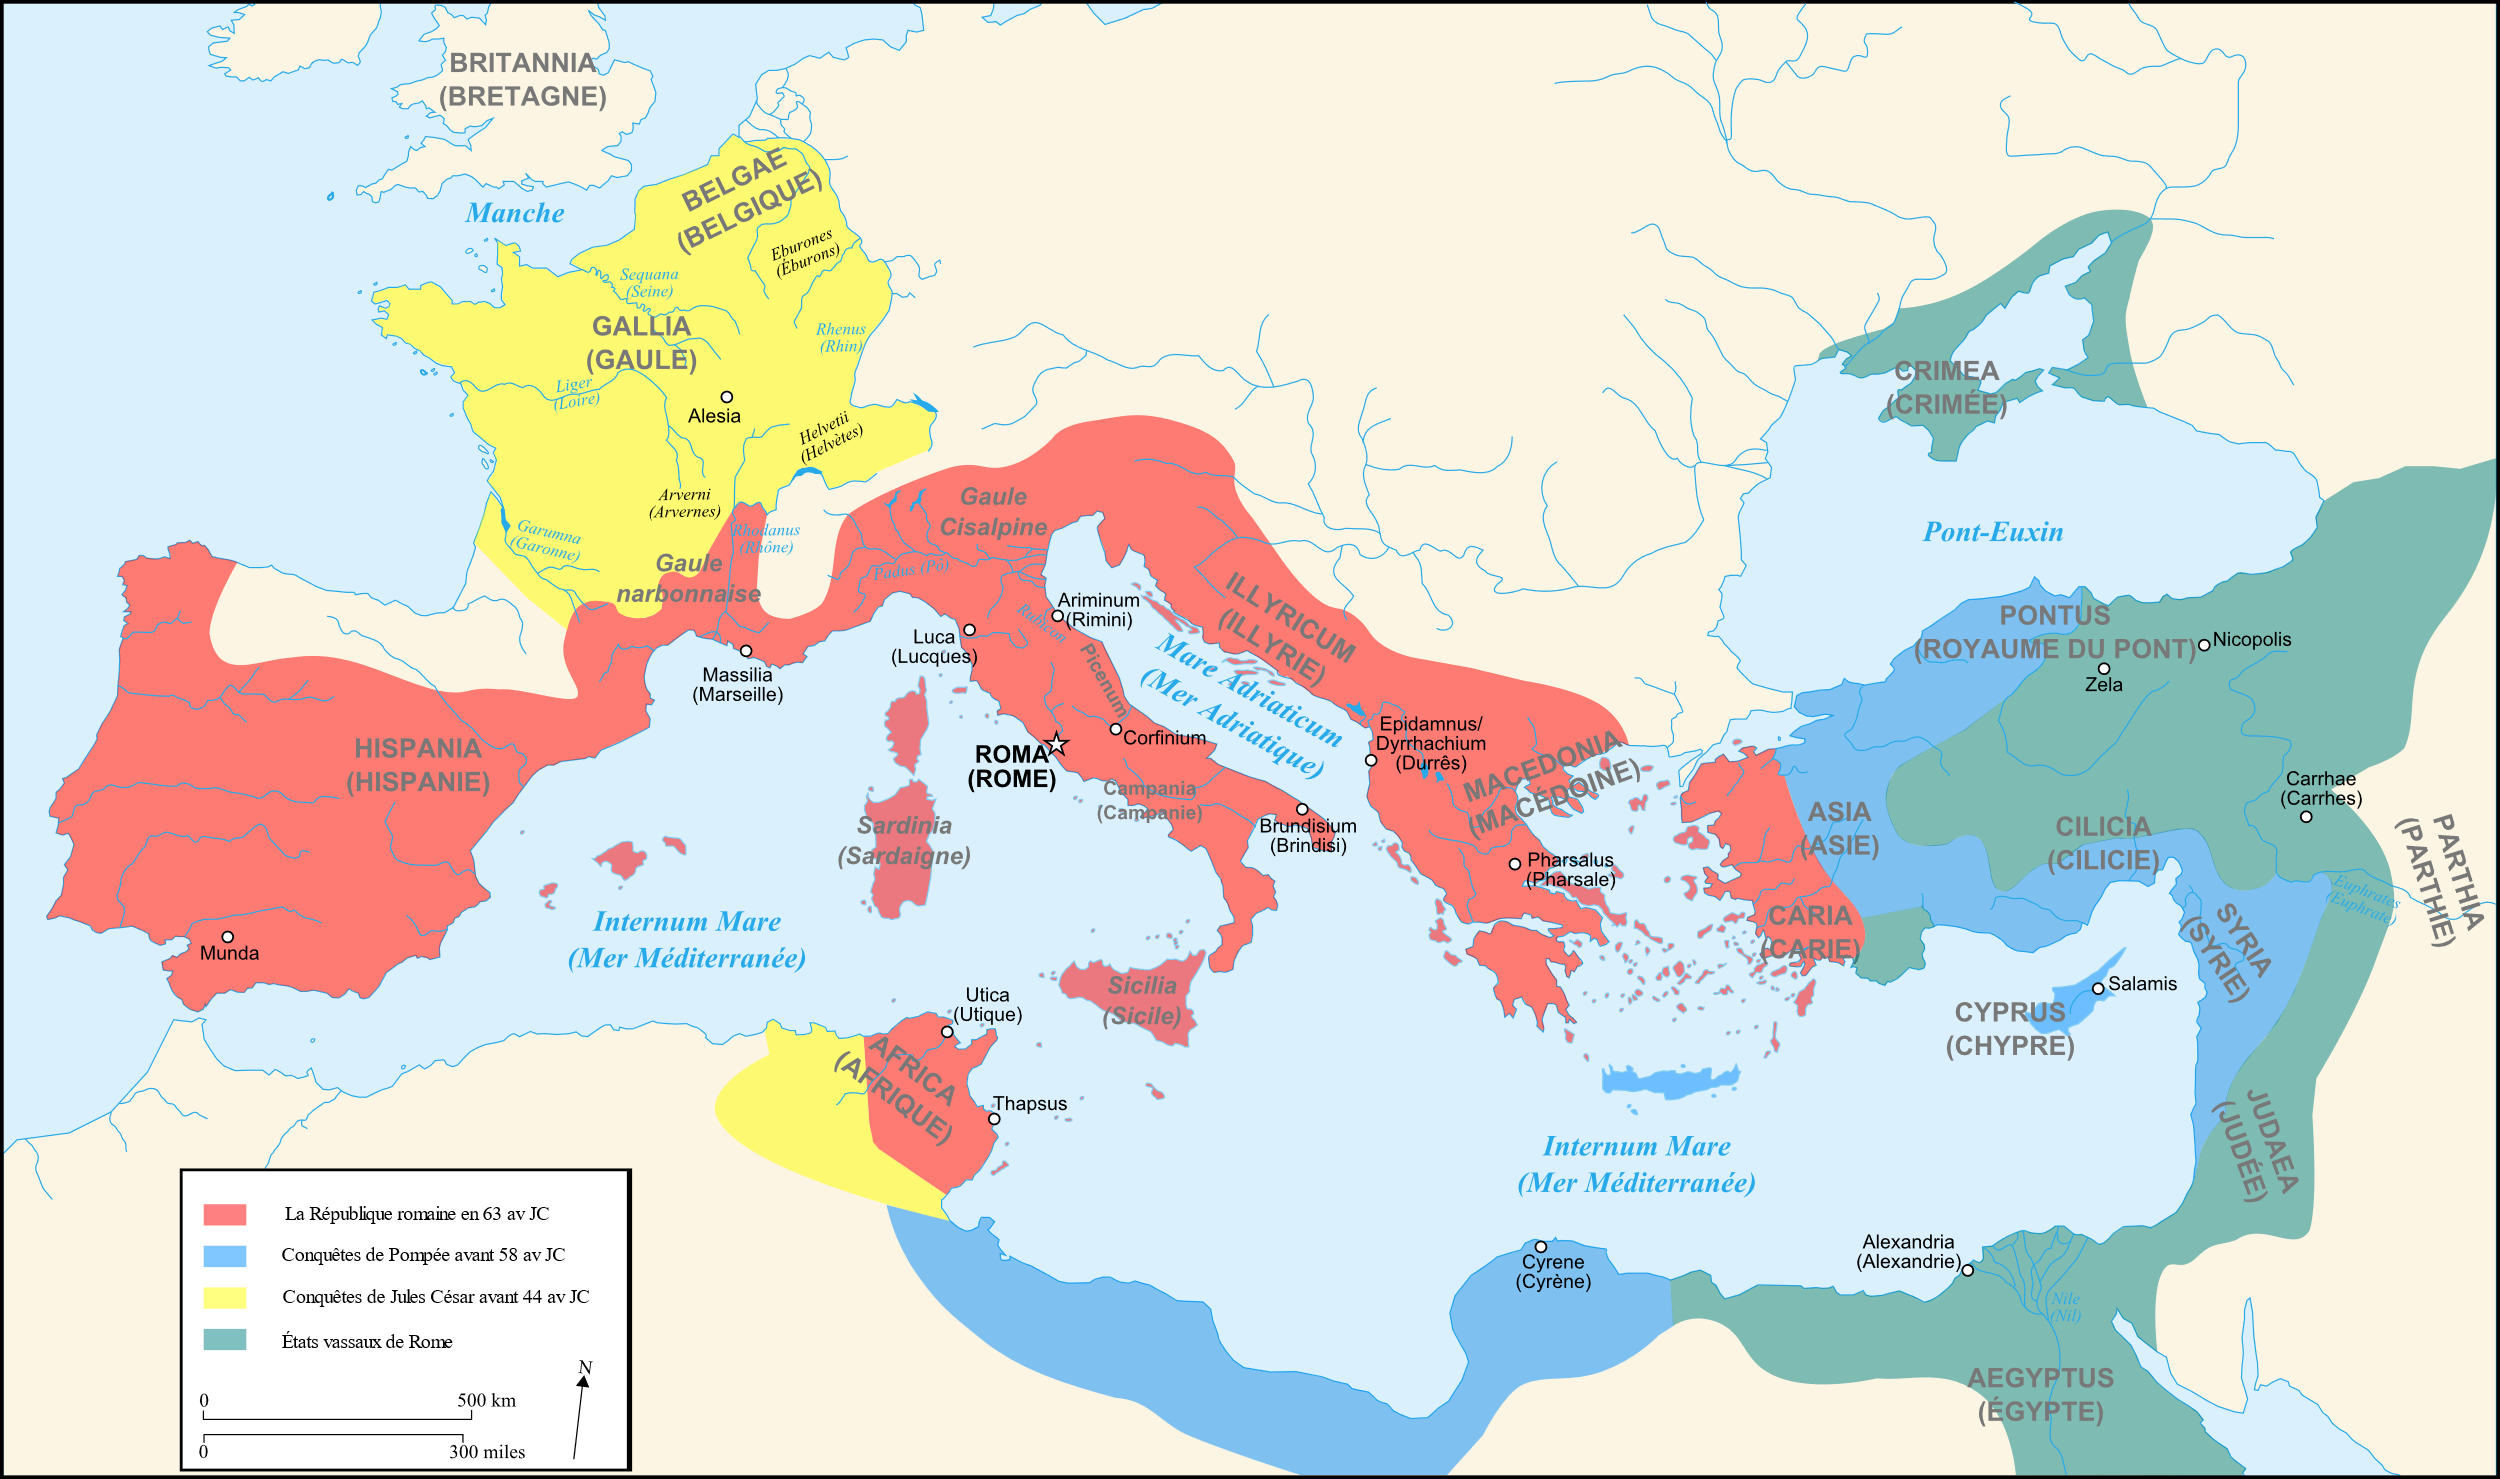 BRITANNIA
(BRETAGNE)
Manche
BELGAE
(BELGIQUE)
Eburones
(Éburons)
Sequana
(Seine)
GALLIA
(GAULE)
Rhenus
(Rhin)
Liger
(Loire)
Alesia
Helvetii
(Helvètes)
Arverni
(Arvernes)
Garumna
(Garonne)
Rhodanus
(Rhône)
Gaule
narbonnaise
Gaule
Cisalpine
Padus (Pô)
Massilia
(Marseille)
Luca
(Lucques)
Rubicon
Ariminum
(Rimini)
Picenum
Corfinium
ROMA
(ROME)
Campania
(Campanie)
Brundisium
(Brindisi)
Mare Adriaticum
(Mer Adriatique)
ILLYRICUM
(ILLYRIE)
Epidamnus/
Dyrrhachium
(Durrês)
MACEDONIA
(MACÉDOINE)
Pharsalus
(Pharsale)
CRIMEA
(CRIMÉE)
Pont-Euxin
PONTUS
(ROYAUME DU PONT)
Nicopolis
Zela
Carrhae
(Carrhes)
ASIA
(ASIE)
CILICIA
(CILICIE)
CARIA
(CARIE)
PARTHIA
(PARTHIE)
Euphrates
(Euphrate)
SYRIA
(SYRIE)
Salamis
CYPRUS
(CHYPRE)
JUDAEA
(JUDÉE)
HISPANIA
(HISPANIE)
Munda
Sardinia
(Sardaigne)
Internum Mare
(Mer Méditerranée)
Sicilia
(Sicile)
Utica
(Utique)
AFRICA
(AFRIQUE)
Thapsus
Internum Mare
(Mer Méditerranée)
Cyrene
(Cyrène)
Alexandria
(Alexandrie)
Nile
(Nil)
AEGYPTUS
(ÉGYPTE)
La République romaine en 63 av JC
Conquêtes de Pompée avant 58 av JC
Conquêtes de Jules César avant 44 av JC
États vassaux de Rome
N
0 500 km
0 300 miles